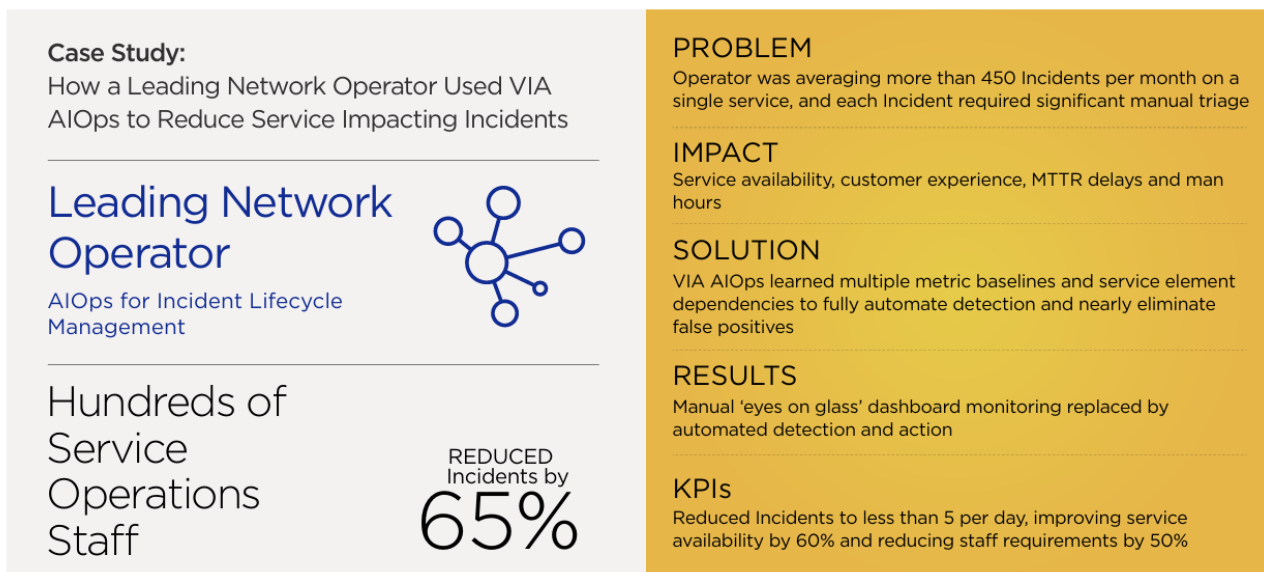 Case Study:
How a Leading Network Operator Used VIA
AIOps to Reduce Service Impacting Incidents
Leading Network
Operator
AIOps for Incident Lifecycle
Management
Hundreds of
Service
Operations
Staff
REDUCED
Incidents by
65%
PROBLEM
Operator was averaging more than 450 Incidents per month on a
single service, and each Incident required significant manual triage
IMPACT
Service availability, customer experience, MTTR delays and man
hours
SOLUTION
VIA AIOps learned multiple metric baselines and service element
dependencies to fully automate detection and nearly eliminate
false positives
RESULTS
Manual ‘eyes on glass’ dashboard monitoring replaced by
automated detection and action
KPIs
Reduced Incidents to less than 5 per day, improving service
availability by 60% and reducing staff requirements by 50%